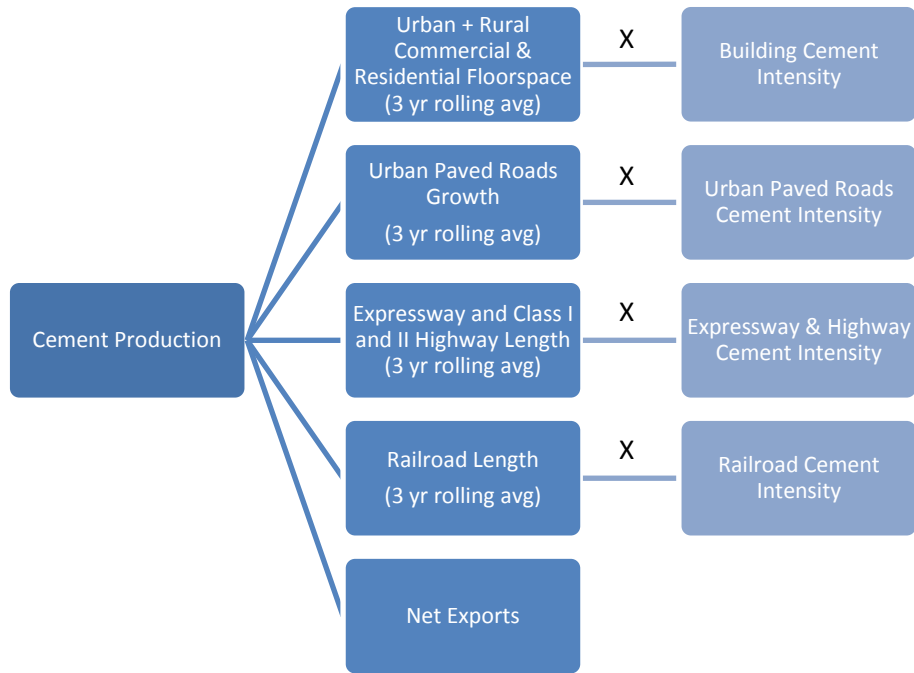 Urban + Rural
Commercial &
Residential Floorspace
(3 yr rolling avg)
X
Building Cement
Intensity
Urban Paved Roads
Growth
(3 yr rolling avg)
X
Urban Paved Roads
Cement Intensity
Cement Production
Expressway and Class I
and II Highway Length
(3 yr rolling avg)
X
Expressway & Highway
Cement Intensity
Railroad Length
(3 yr rolling avg)
X
Railroad Cement
Intensity
Net Exports